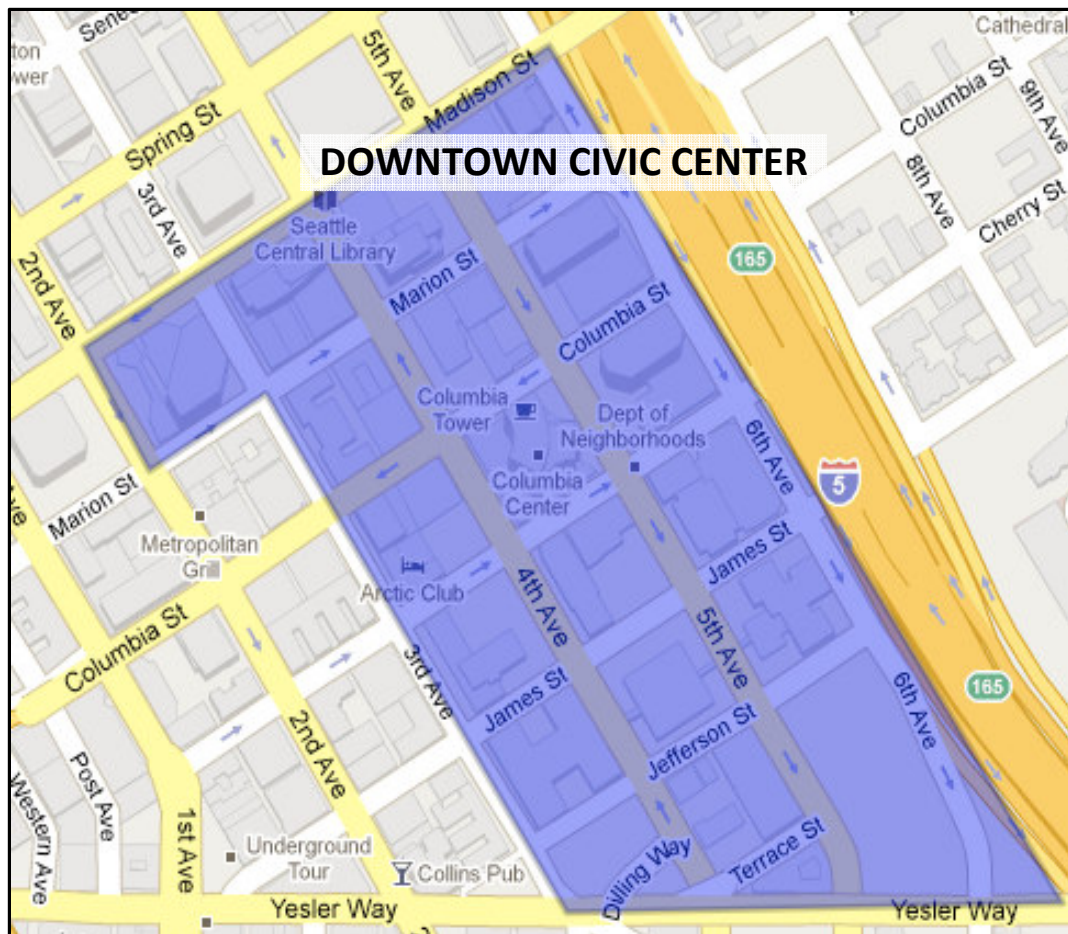 Cathedral
ton
wer
5th Ave
Madison St
Spring St
Columbia St
9th Ave
DOWNTOWN CIVIC CENTER
3rd Ave
8th Ave
Cherry St
Seattle
Central Library
2nd Ave
Marion St
165
Columbia St
Columbia
Tower
Dept of
Neighborhoods
6th Ave
Columbia
Center
5
Marion St
Metropolitan
Grill
Arctic Club
James St
4th Ave
5th Ave
Columbia St
3rd Ave
James St
165
6th Ave
2nd Ave
Jefferson St
Post Ave
Western Ave
1st Ave
Underground
Tour
Collins Pub
Dilling Way
Terrace St
Yesler Way
Yesler Way